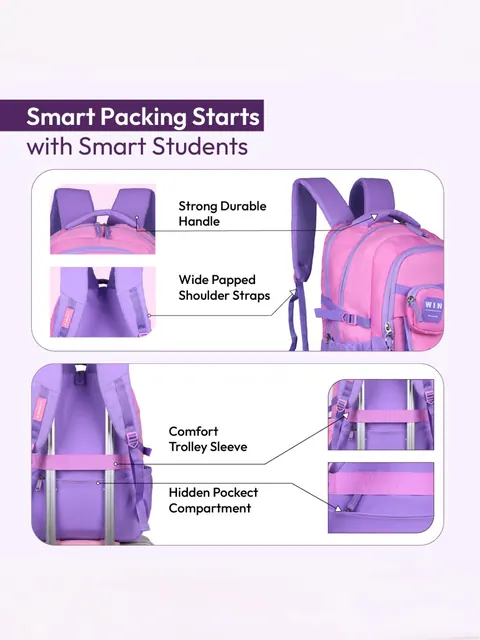 Smart Packing Starts
with Smart Students
Strong Durable
Handle
Wide Papped
Shoulder Straps
WIN
Comfort
Trolley Sleeve
Hidden Pockect
Compartment